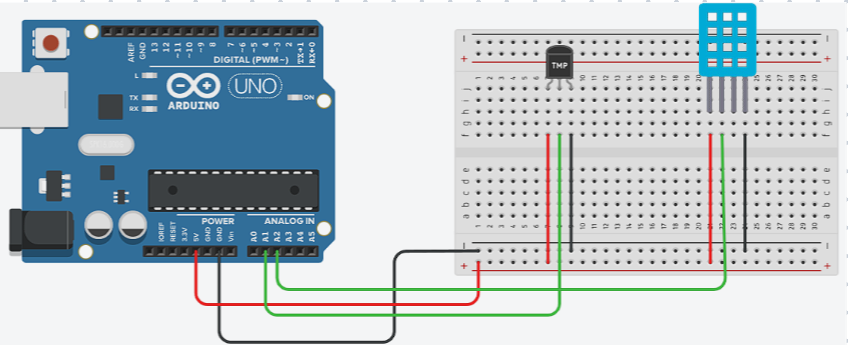 AREF
GND
13
12
~11
~10
~9
8
7
~6
~5
4
~3
2
TX→1
RX←0
DIGITAL (PWM~)
L
TX
RX
ARDUINO
UNO
ON
POWER
ANALOG IN
IOREF
RESET
3.3V
5V
GND
GND
Vin
A0
A1
A2
A3
A4
A5
TMP